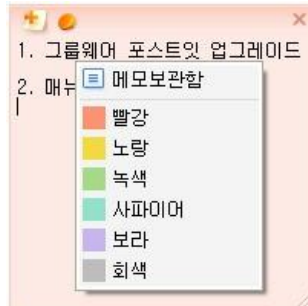 1. 그룹웨어 포스트잇 업그레이드
2. 매뉴
메모보관함
빨강
노랑
녹색
사파이어
보라
회색